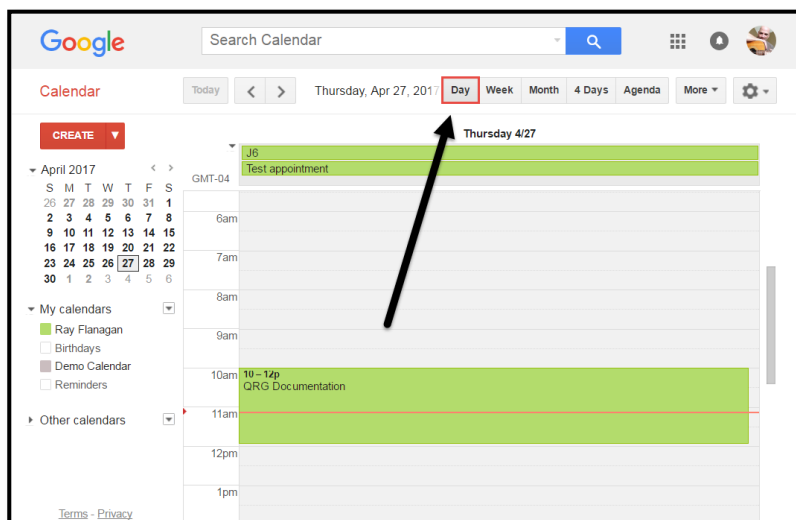 Google
Search Calendar
Calendar
Today
Thursday, Apr 27, 2017
Day
Week
Month
4 Days
Agenda
More
CREATE
Thursday 4/27
J6
Test appointment
GMT-04
April 2017
S M T W T F S
26 27 28 29 30 31 1
2 3 4 5 6 7 8
9 10 11 12 13 14 15
16 17 18 19 20 21 22
23 24 25 26 27 28 29
30 1 2 3 4 5 6
My calendars
Ray Flanagan
Birthdays
Demo Calendar
Reminders
Other calendars
6am
7am
8am
9am
10am
10 – 12p
QRG Documentation
11am
12pm
1pm
Terms - Privacy